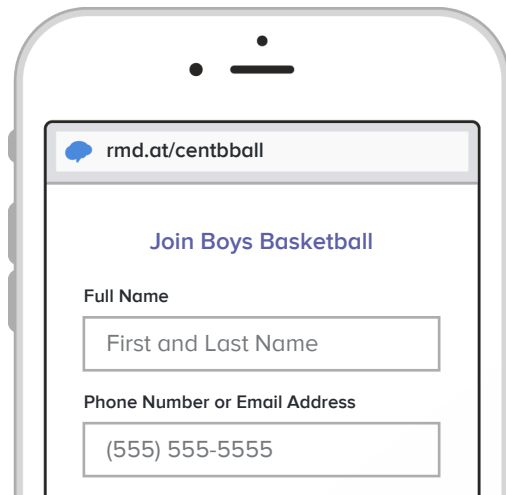 rmd.at/centbball
Join Boys Basketball
Full Name
First and Last Name
Phone Number or Email Address
(555) 555-5555